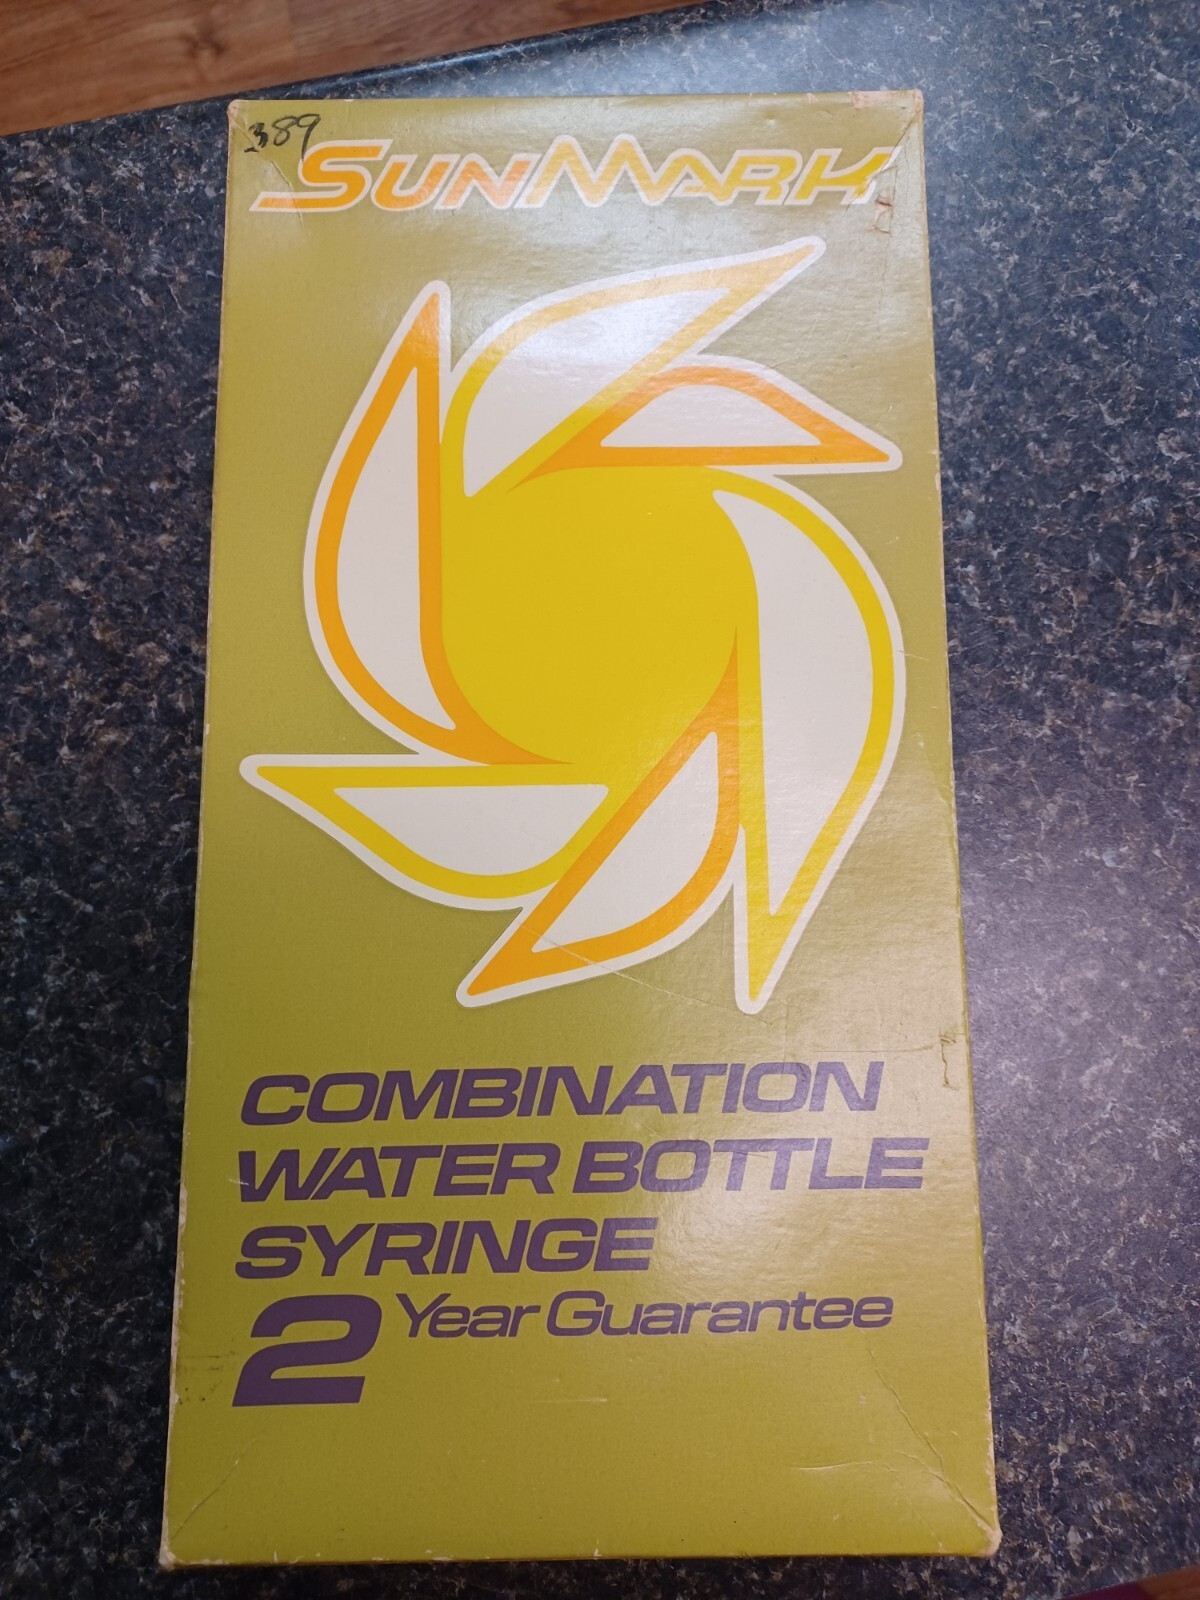 389
SUNMARK
COMBINATION
WATER BOTTLE
SYRINGE
2 Year Guarantee